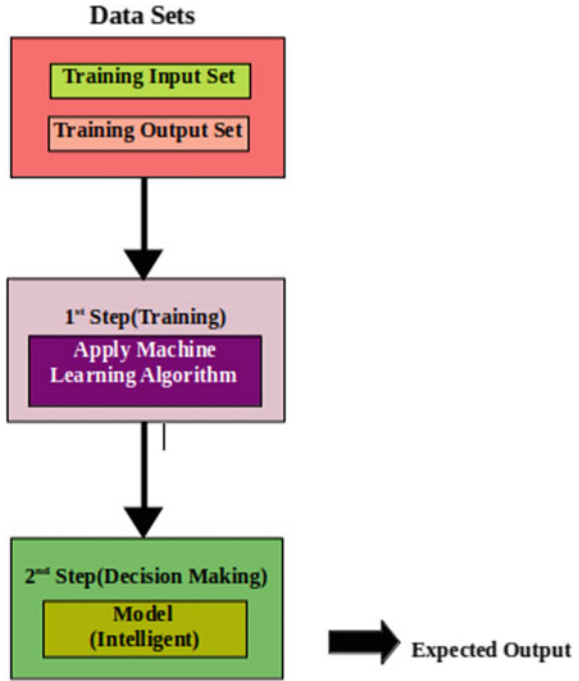 Data Sets
Training Input Set
Training Output Set
1st Step(Training)
Apply Machine
Learning Algorithm
2nd Step(Decision Making)
Model
(Intelligent)
Expected Output